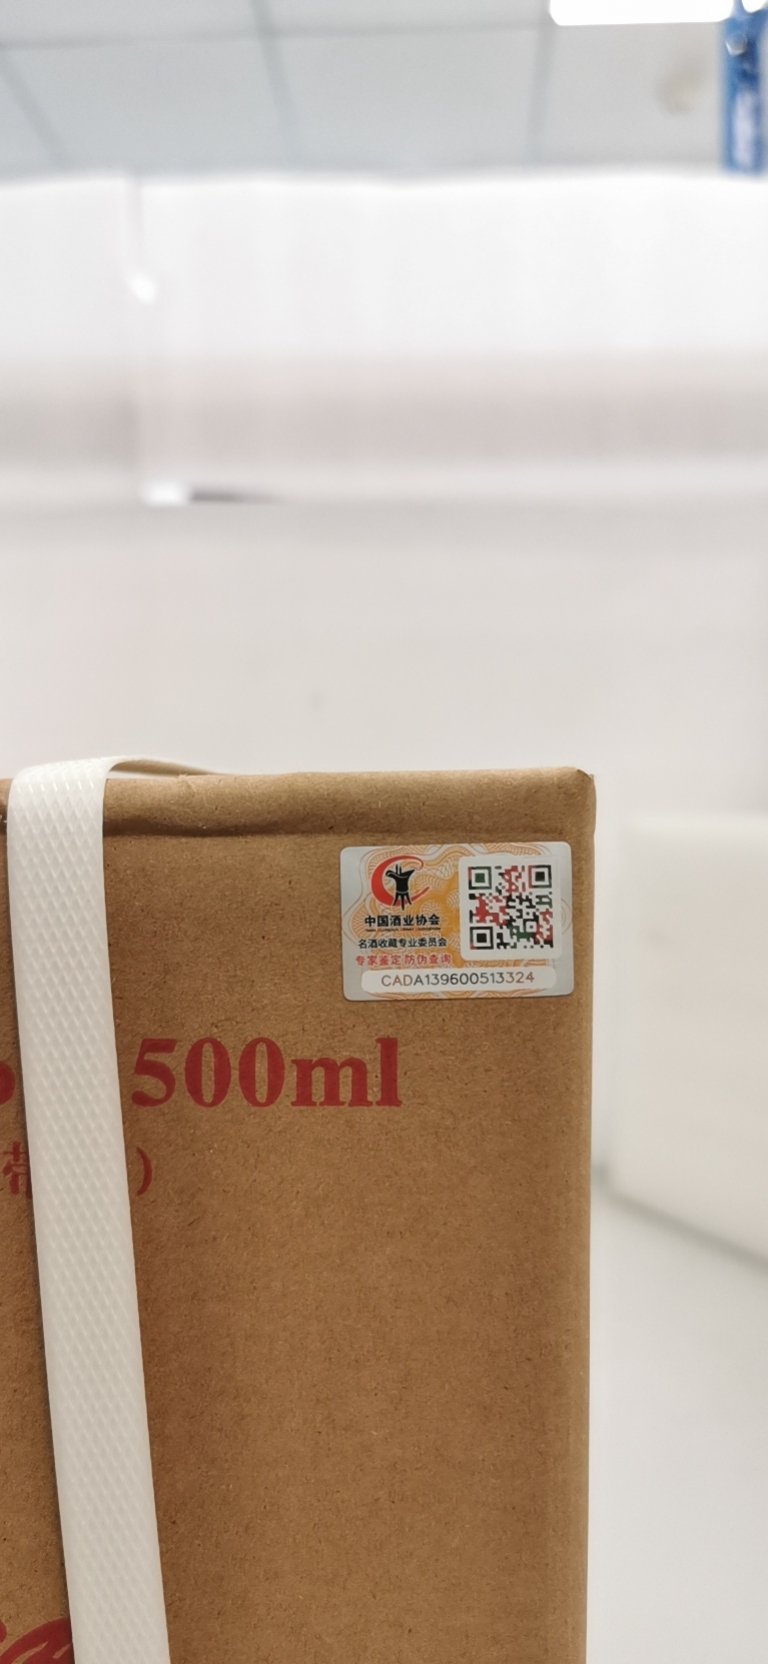 中国酒业协会
名酒收藏专业委员会
专家鉴定 防伪查询
CADA139600513324
500ml
带
)